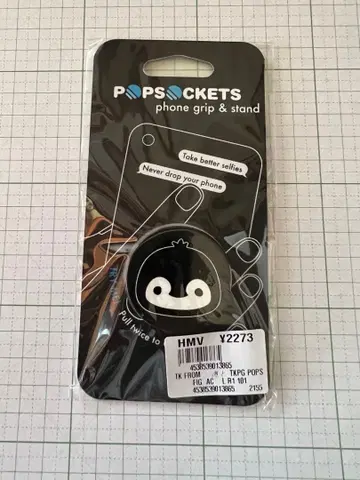 POPSOCKETS
phone grip & stand
Take better selfies
Never drop your phone
Pull twice to
HMV ¥2273
4538539013865
TK FROM TKPG POPS
FIG AC L R1 101
4538539013865 2155